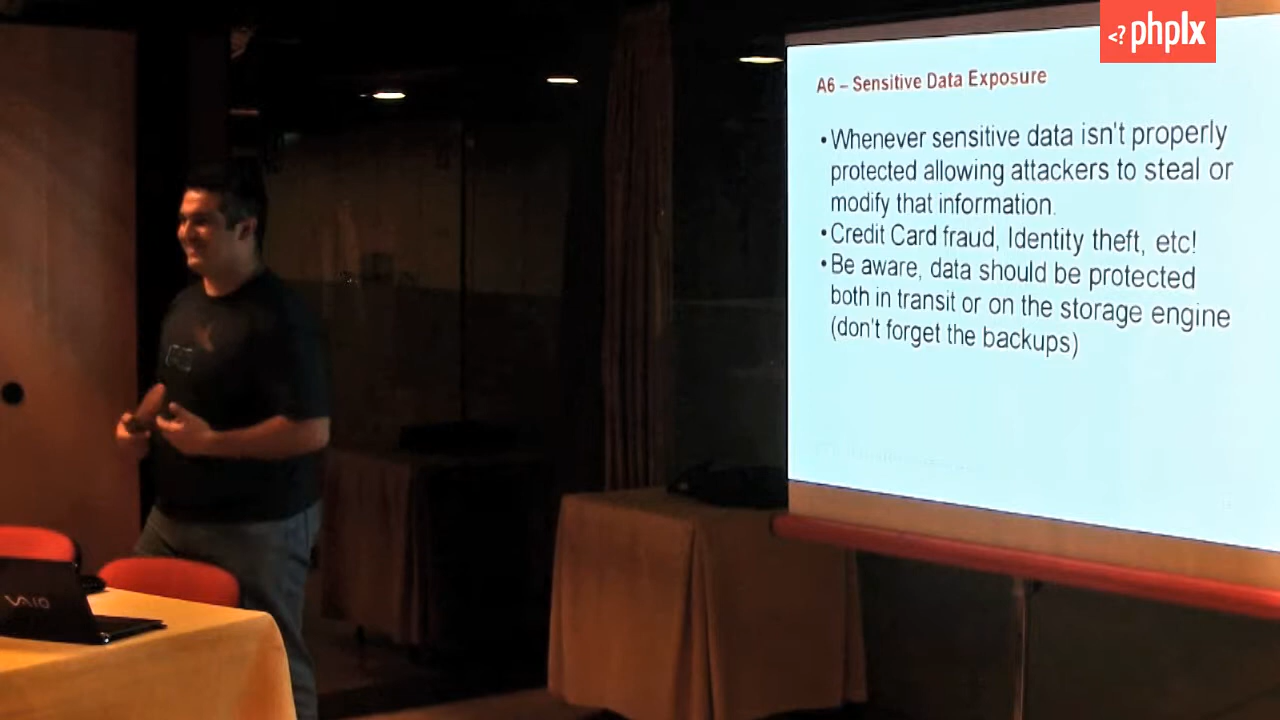 <? phplx
A6 – Sensitive Data Exposure
•Whenever sensitive data isn't properly
protected allowing attackers to steal or
modify that information.
•Credit Card fraud, Identity theft, etc!
•Be aware, data should be protected
both in transit or on the storage engine
(don't forget the backups)
VAIO